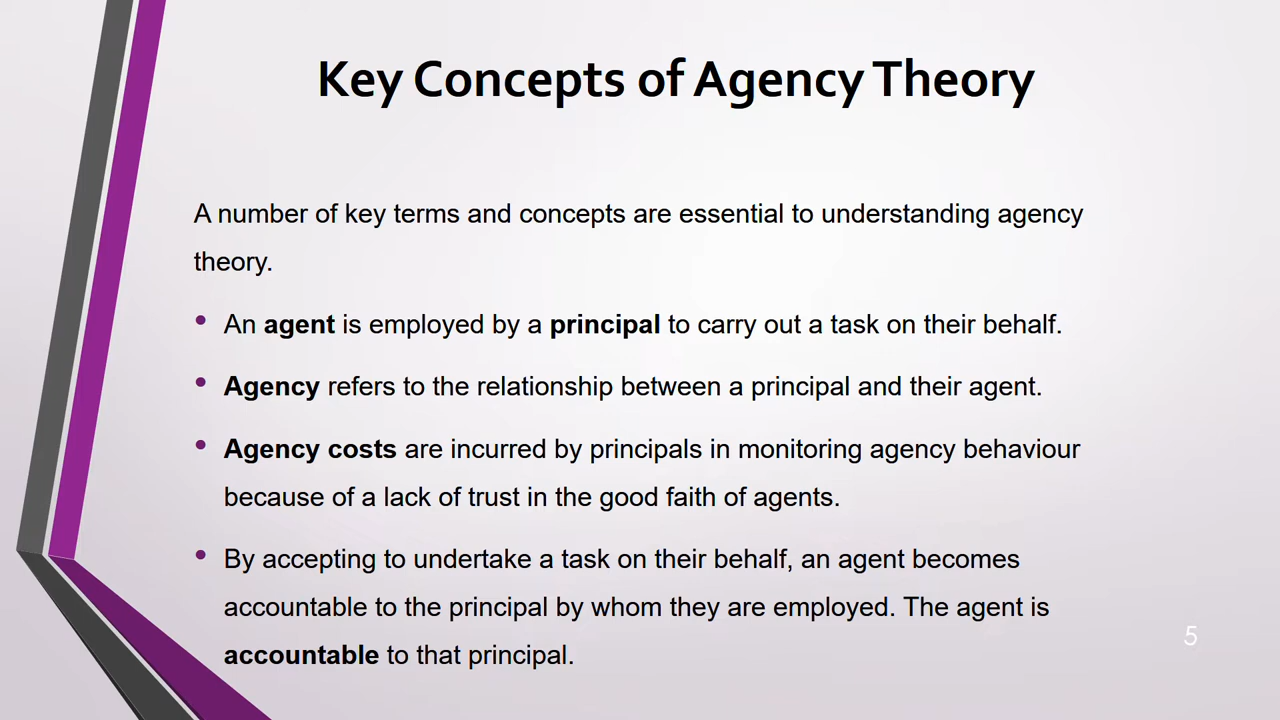 Key Concepts of Agency Theory
A number of key terms and concepts are essential to understanding agency
theory.
• An agent is employed by a principal to carry out a task on their behalf.
• Agency refers to the relationship between a principal and their agent.
• Agency costs are incurred by principals in monitoring agency behaviour
because of a lack of trust in the good faith of agents.
• By accepting to undertake a task on their behalf, an agent becomes
accountable to the principal by whom they are employed. The agent is
accountable to that principal.
5